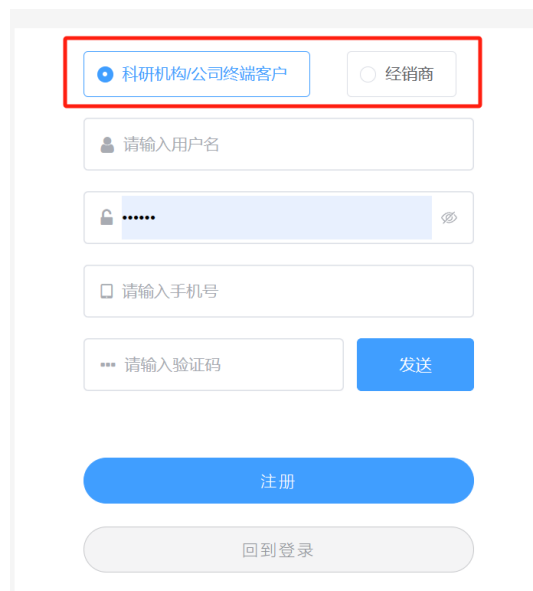 科研机构/公司终端客户 经销商
请输入用户名
••••••
请输入手机号
请输入验证码 发送
注册
回到登录